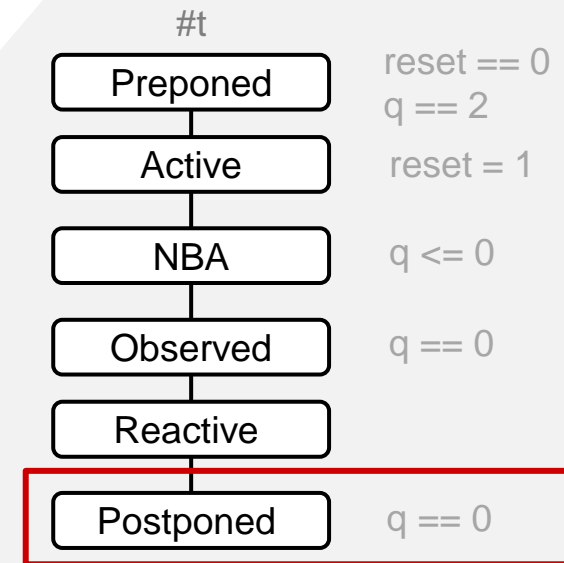 #t
Preponed
reset == 0
q == 2
Active
reset = 1
NBA
q <= 0
Observed
q == 0
Reactive
Postponed
q == 0